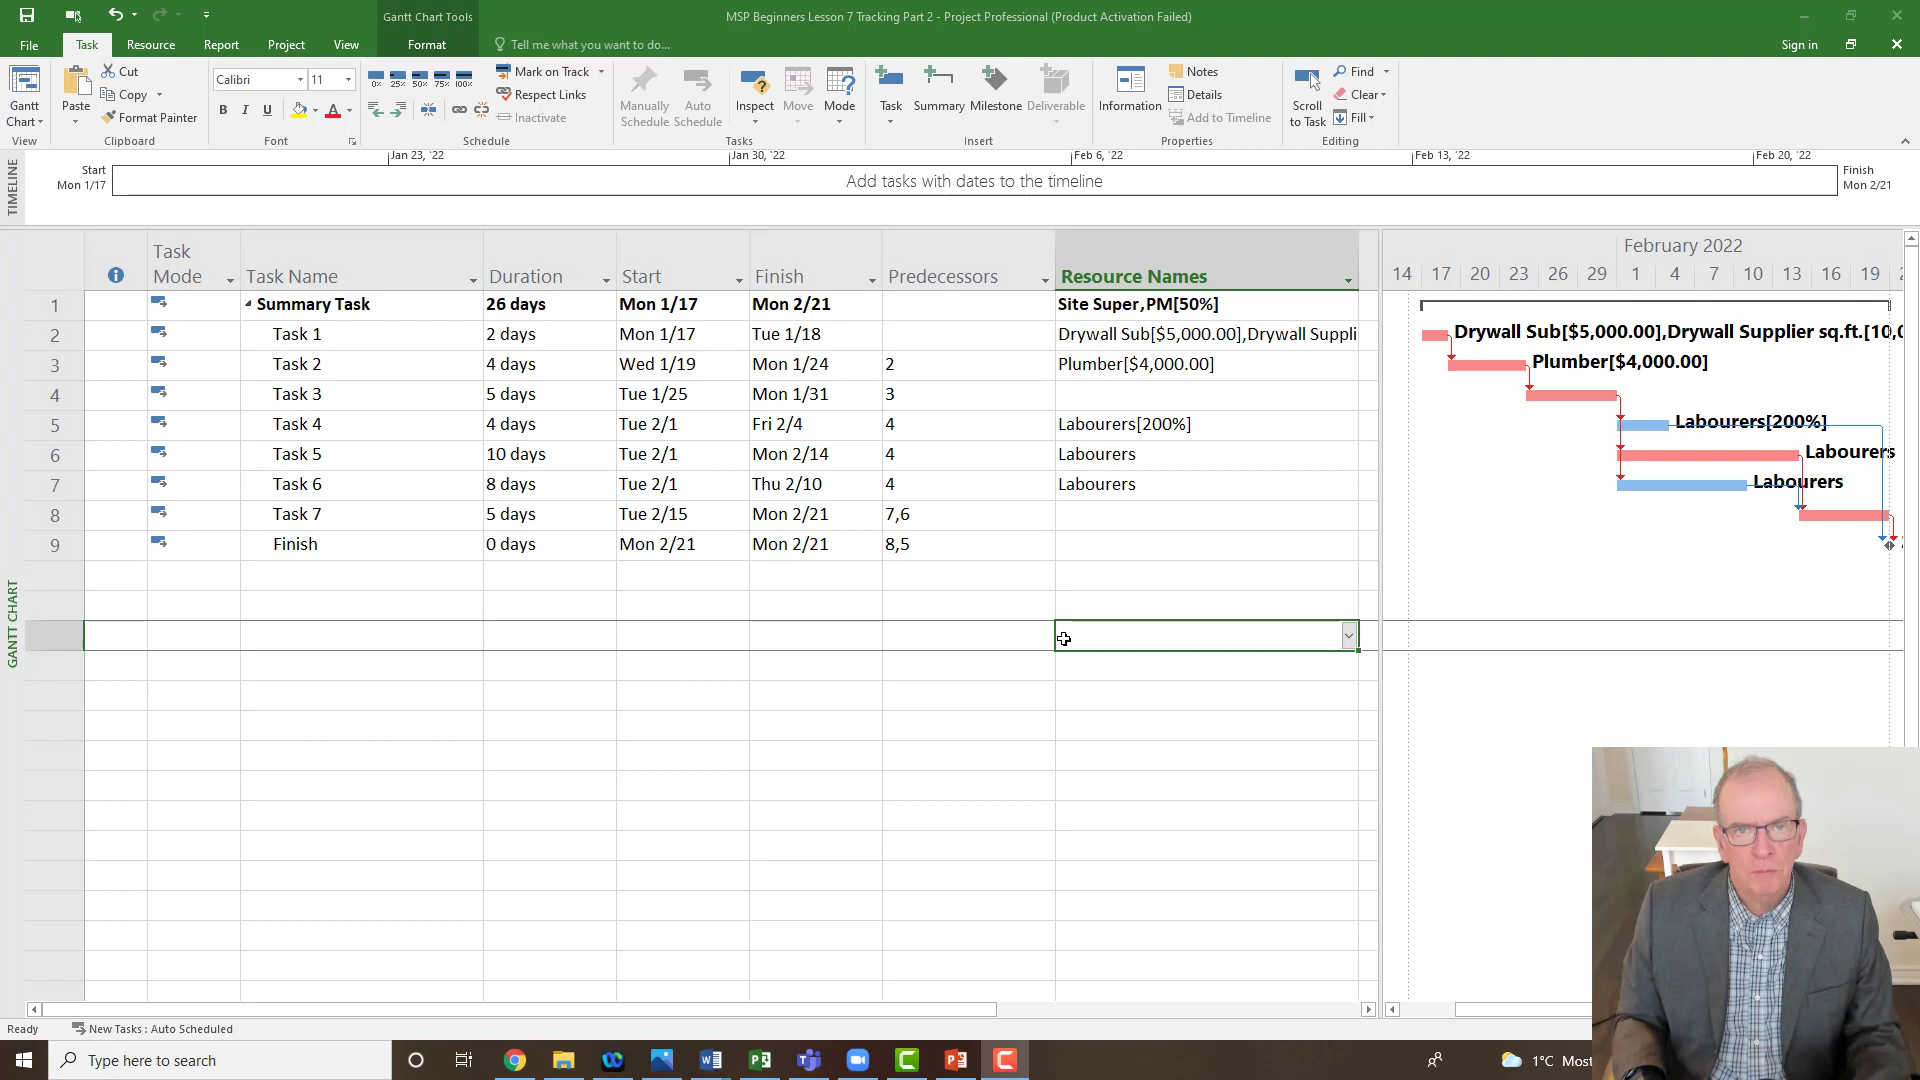 Gantt Chart Tools
MSP Beginners Lesson 7 Tracking Part 2 - Project Professional (Product Activation Failed)
File Task Resource Report Project View Format Tell me what you want to do... Sign in
Gantt Chart
View
Paste
Cut
Copy
Format Painter
Clipboard
Calibri 11
B I U A
Font
0% 25% 50% 75% 100%
Mark on Track
Respect Links
Inactivate
Schedule
Manually Schedule
Auto Schedule
Inspect Move Mode
Tasks
Task Summary Milestone Deliverable
Insert
Information
Notes
Details
Add to Timeline
Properties
Scroll to Task
Find
Clear
Fill
Editing
TIMELINE
Jan 23, '22 Jan 30, '22 Feb 6, '22 Feb 13, '22 Feb 20, '22
Start
Mon 1/17
Add tasks with dates to the timeline
Finish
Mon 2/21
GANTT CHART
Task Mode Task Name Duration Start Finish Predecessors Resource Names
February 2022
14 17 20 23 26 29 1 4 7 10 13 16 19
1 Summary Task 26 days Mon 1/17 Mon 2/21 Site Super,PM[50%]
2 Task 1 2 days Mon 1/17 Tue 1/18 Drywall Sub[$5,000.00],Drywall Suppli Drywall Sub[$5,000.00],Drywall Supplier sq.ft.[10,0
3 Task 2 4 days Wed 1/19 Mon 1/24 2 Plumber[$4,000.00] Plumber[$4,000.00]
4 Task 3 5 days Tue 1/25 Mon 1/31 3
5 Task 4 4 days Tue 2/1 Fri 2/4 4 Labourers[200%] Labourers[200%]
6 Task 5 10 days Tue 2/1 Mon 2/14 4 Labourers Labourers
7 Task 6 8 days Tue 2/1 Thu 2/10 4 Labourers Labourers
8 Task 7 5 days Tue 2/15 Mon 2/21 7,6
9 Finish 0 days Mon 2/21 Mon 2/21 8,5
Ready New Tasks : Auto Scheduled
Type here to search
1°C Most